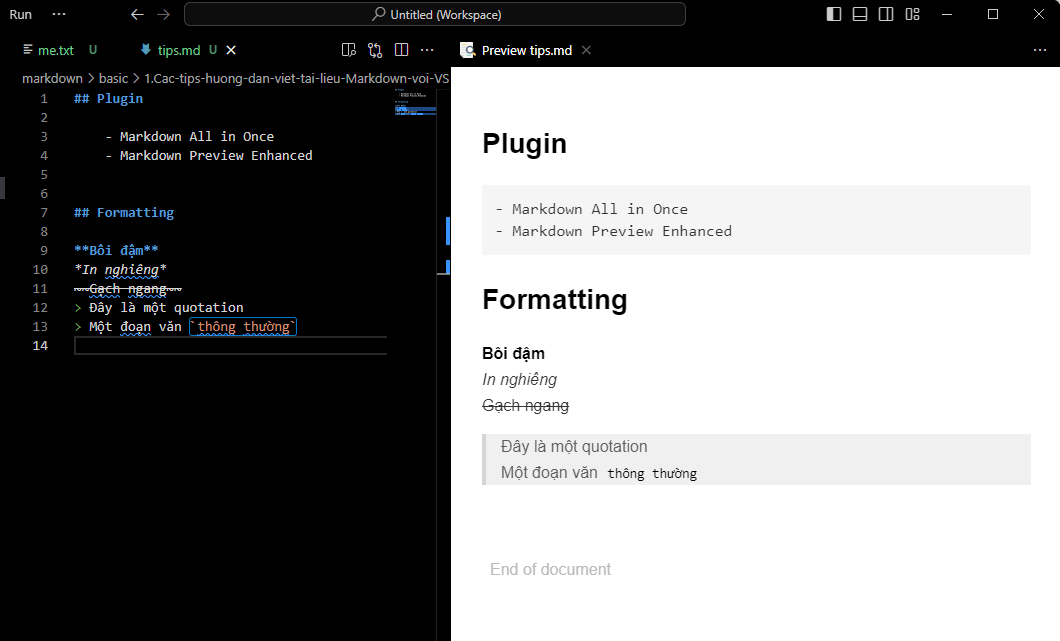 Run ··· Untitled (Workspace)
me.txt U tips.md U
Preview tips.md
markdown > basic > 1.Cac-tips-huong-dan-viet-tai-lieu-Markdown-voi-VS
1 ## Plugin
2
3 - Markdown All in Once
4 - Markdown Preview Enhanced
5
6
7 ## Formatting
8
9 **Bôi đậm**
10 *In nghiêng*
11 ~~Gạch ngang~~
12 > Đây là một quotation
13 > Một đoạn văn `thông thường`
14
Plugin
- Markdown All in Once
- Markdown Preview Enhanced
Formatting
Bôi đậm
In nghiêng
Gạch ngang
Đây là một quotation
Một đoạn văn thông thường
End of document